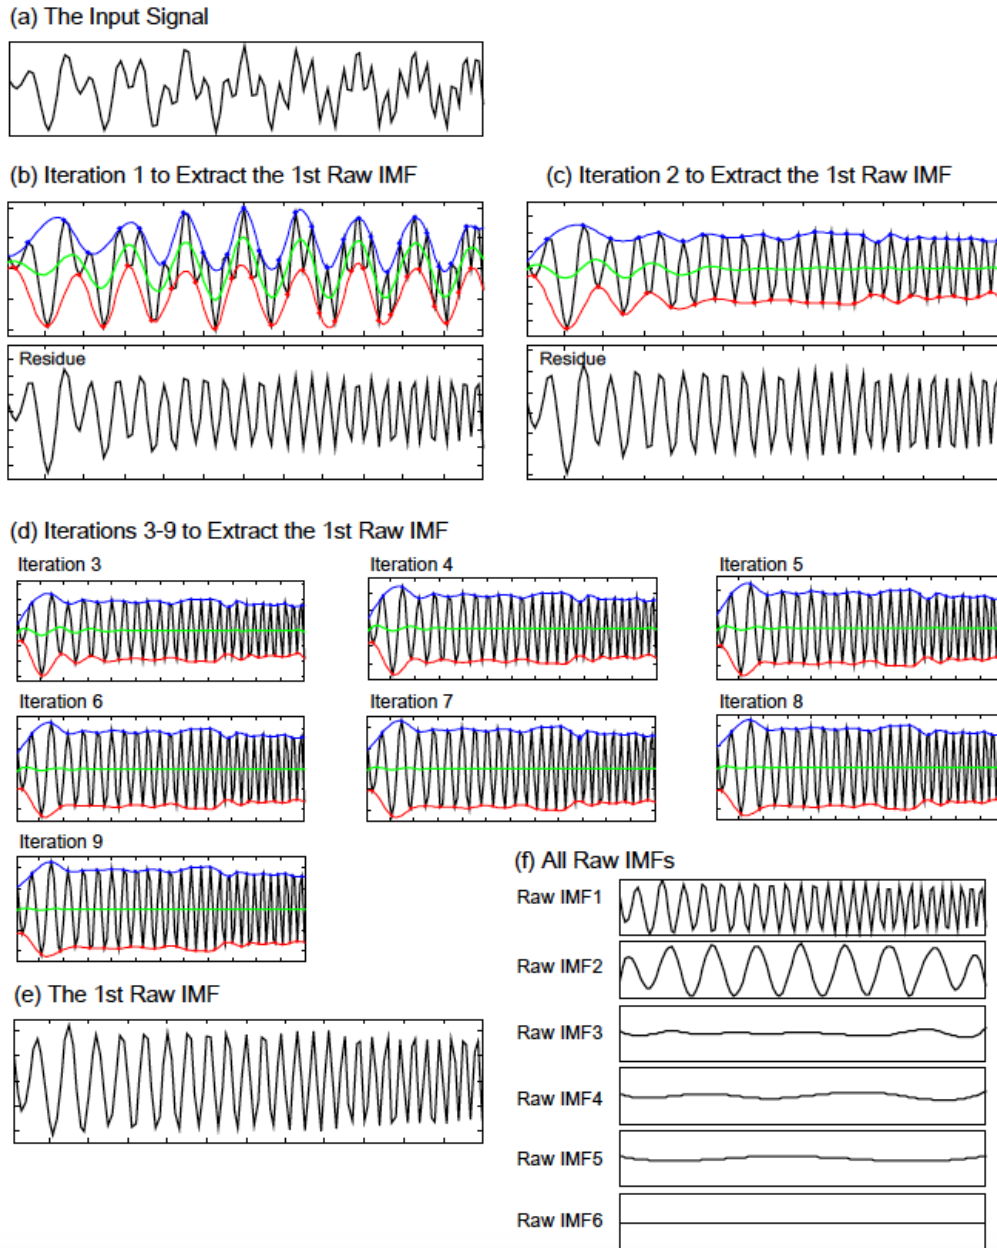 (a) The Input Signal
(b) Iteration 1 to Extract the 1st Raw IMF
(c) Iteration 2 to Extract the 1st Raw IMF
Residue
Residue
(d) Iterations 3-9 to Extract the 1st Raw IMF
Iteration 3
Iteration 4
Iteration 5
Iteration 6
Iteration 7
Iteration 8
Iteration 9
(e) The 1st Raw IMF
(f) All Raw IMFs
Raw IMF1
Raw IMF2
Raw IMF3
Raw IMF4
Raw IMF5
Raw IMF6